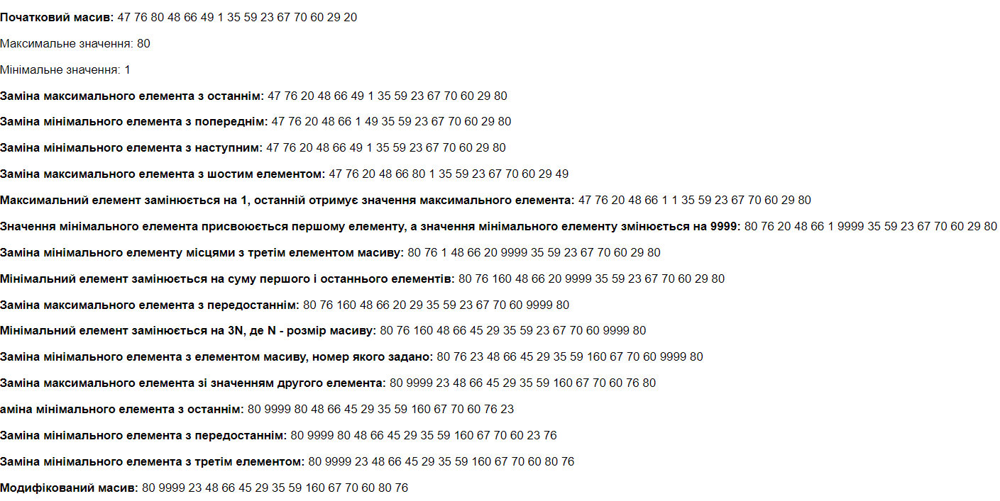 Початковий масив: 47 76 80 48 66 49 1 35 59 23 67 70 60 29 20
Максимальне значення: 80
Мінімальне значення: 1
Заміна максимального елемента з останнім: 47 76 20 48 66 49 1 35 59 23 67 70 60 29 80
Заміна мінімального елемента з попереднім: 47 76 20 48 66 1 49 35 59 23 67 70 60 29 80
Заміна мінімального елемента з наступним: 47 76 20 48 66 49 1 35 59 23 67 70 60 29 80
Заміна максимального елемента з шостим елементом: 47 76 20 48 66 80 1 35 59 23 67 70 60 29 49
Максимальний елемент замінюється на 1, останній отримує значення максимального елемента: 47 76 20 48 66 1 1 35 59 23 67 70 60 29 80
Значення мінімального елемента присвоюється першому елементу, а значення мінімального елементу змінюється на 9999: 80 76 20 48 66 1 9999 35 59 23 67 70 60 29 80
Заміна мінімального елементу місцями з третім елементом масиву: 80 76 1 48 66 20 9999 35 59 23 67 70 60 29 80
Мінімальний елемент замінюється на суму першого і останнього елементів: 80 76 160 48 66 20 9999 35 59 23 67 70 60 29 80
Заміна максимального елемента з передостаннім: 80 76 160 48 66 20 29 35 59 23 67 70 60 9999 80
Мінімальний елемент замінюється на 3N, де N - розмір масиву: 80 76 160 48 66 45 29 35 59 23 67 70 60 9999 80
Заміна мінімального елемента з елементом масиву, номер якого задано: 80 76 23 48 66 45 29 35 59 160 67 70 60 9999 80
Заміна максимального елемента зі значенням другого елемента: 80 9999 23 48 66 45 29 35 59 160 67 70 60 76 80
аміна мінімального елемента з останнім: 80 9999 80 48 66 45 29 35 59 160 67 70 60 76 23
Заміна мінімального елемента з передостаннім: 80 9999 80 48 66 45 29 35 59 160 67 70 60 23 76
Заміна мінімального елемента з третім елементом: 80 9999 23 48 66 45 29 35 59 160 67 70 60 80 76
Модифікований масив: 80 9999 23 48 66 45 29 35 59 160 67 70 60 80 76